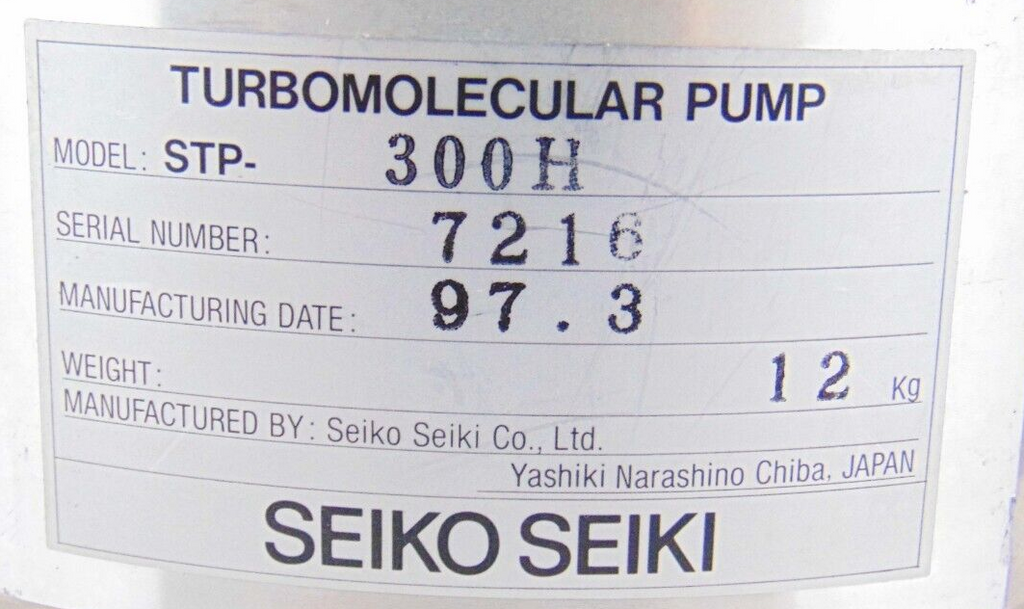 TURBOMOLECULAR PUMP
MODEL: STP- 300H
SERIAL NUMBER: 7216
MANUFACTURING DATE: 97.3
WEIGHT: 12 Kg
MANUFACTURED BY: Seiko Seiki Co., Ltd.
Yashiki Narashino Chiba, JAPAN
SEIKO SEIKI